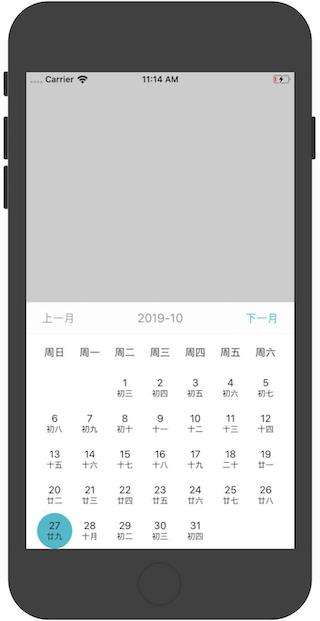 Carrier 11:14 AM
上一月 2019-10 下一月
周日 周一 周二 周三 周四 周五 周六
1 2 3 4 5
初三 初四 初五 初六 初七
6 7 8 9 10 11 12
初八 初九 初十 十一 十二 十三 十四
13 14 15 16 17 18 19
十五 十六 十七 十八 十九 二十 廿一
20 21 22 23 24 25 26
廿二 廿三 廿四 廿五 廿六 廿七 廿八
27 28 29 30 31
廿九 十月 初二 初三 初四